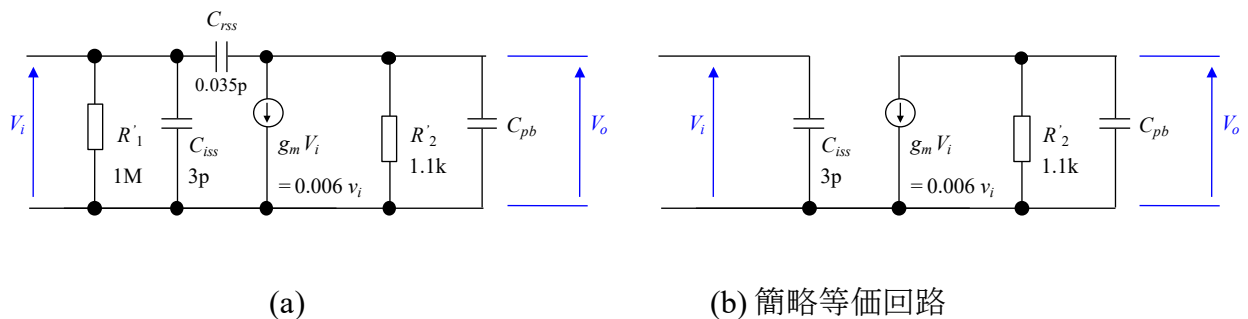 C_rss
0.035p
V_i
R'_1
1M
C_iss
3p
g_m V_i
= 0.006 v_i
R'_2
1.1k
C_pb
V_o
(a)
V_i
C_iss
3p
g_m V_i
= 0.006 v_i
R'_2
1.1k
C_pb
V_o
(b) 簡略等価回路